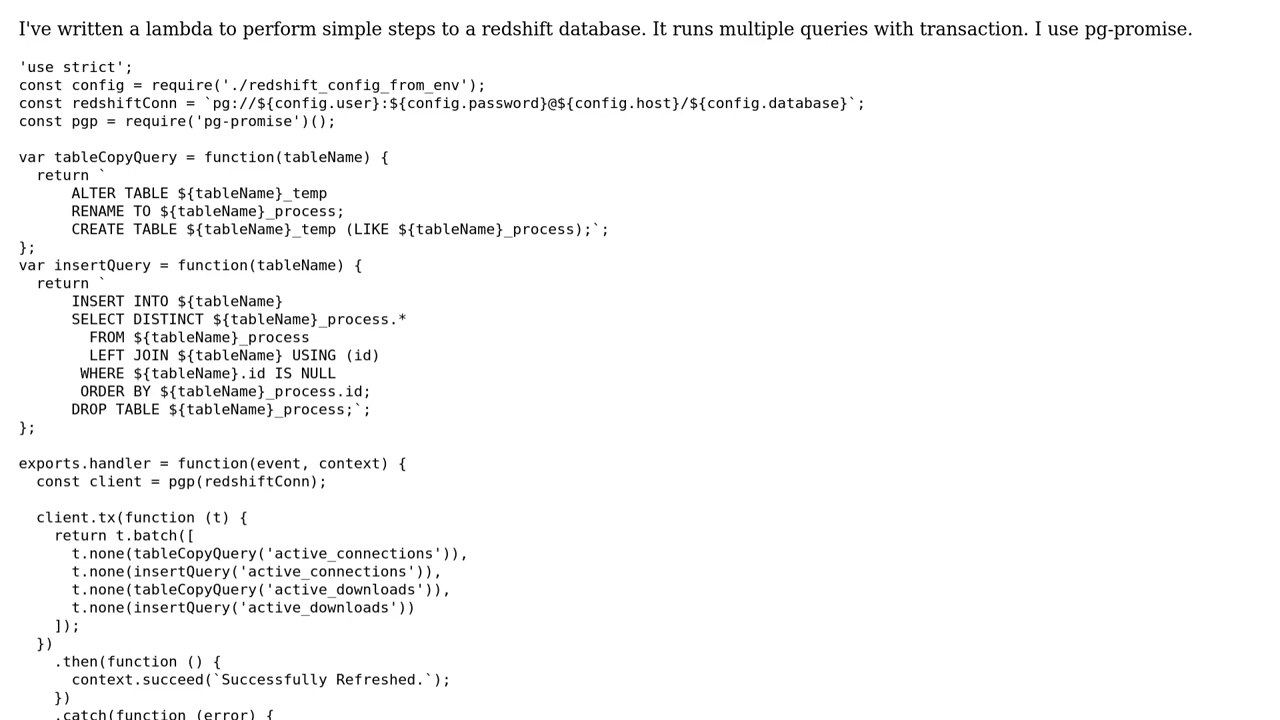 I've written a lambda to perform simple steps to a redshift database. It runs multiple queries with transaction. I use pg-promise.
'use strict';
const config = require('./redshift_config_from_env');
const redshiftConn = `pg://${config.user}:${config.password}@${config.host}/${config.database}`;
const pgp = require('pg-promise')();

var tableCopyQuery = function(tableName) {
  return `
      ALTER TABLE ${tableName}_temp
      RENAME TO ${tableName}_process;
      CREATE TABLE ${tableName}_temp (LIKE ${tableName}_process);`;
};
var insertQuery = function(tableName) {
  return `
      INSERT INTO ${tableName}
      SELECT DISTINCT ${tableName}_process.*
        FROM ${tableName}_process
        LEFT JOIN ${tableName} USING (id)
       WHERE ${tableName}.id IS NULL
       ORDER BY ${tableName}_process.id;
      DROP TABLE ${tableName}_process;`;
};

exports.handler = function(event, context) {
  const client = pgp(redshiftConn);

  client.tx(function (t) {
    return t.batch([
      t.none(tableCopyQuery('active_connections')),
      t.none(insertQuery('active_connections')),
      t.none(tableCopyQuery('active_downloads')),
      t.none(insertQuery('active_downloads'))
    ]);
  })
    .then(function () {
      context.succeed(`Successfully Refreshed.`);
    })
    .catch(function (error) {